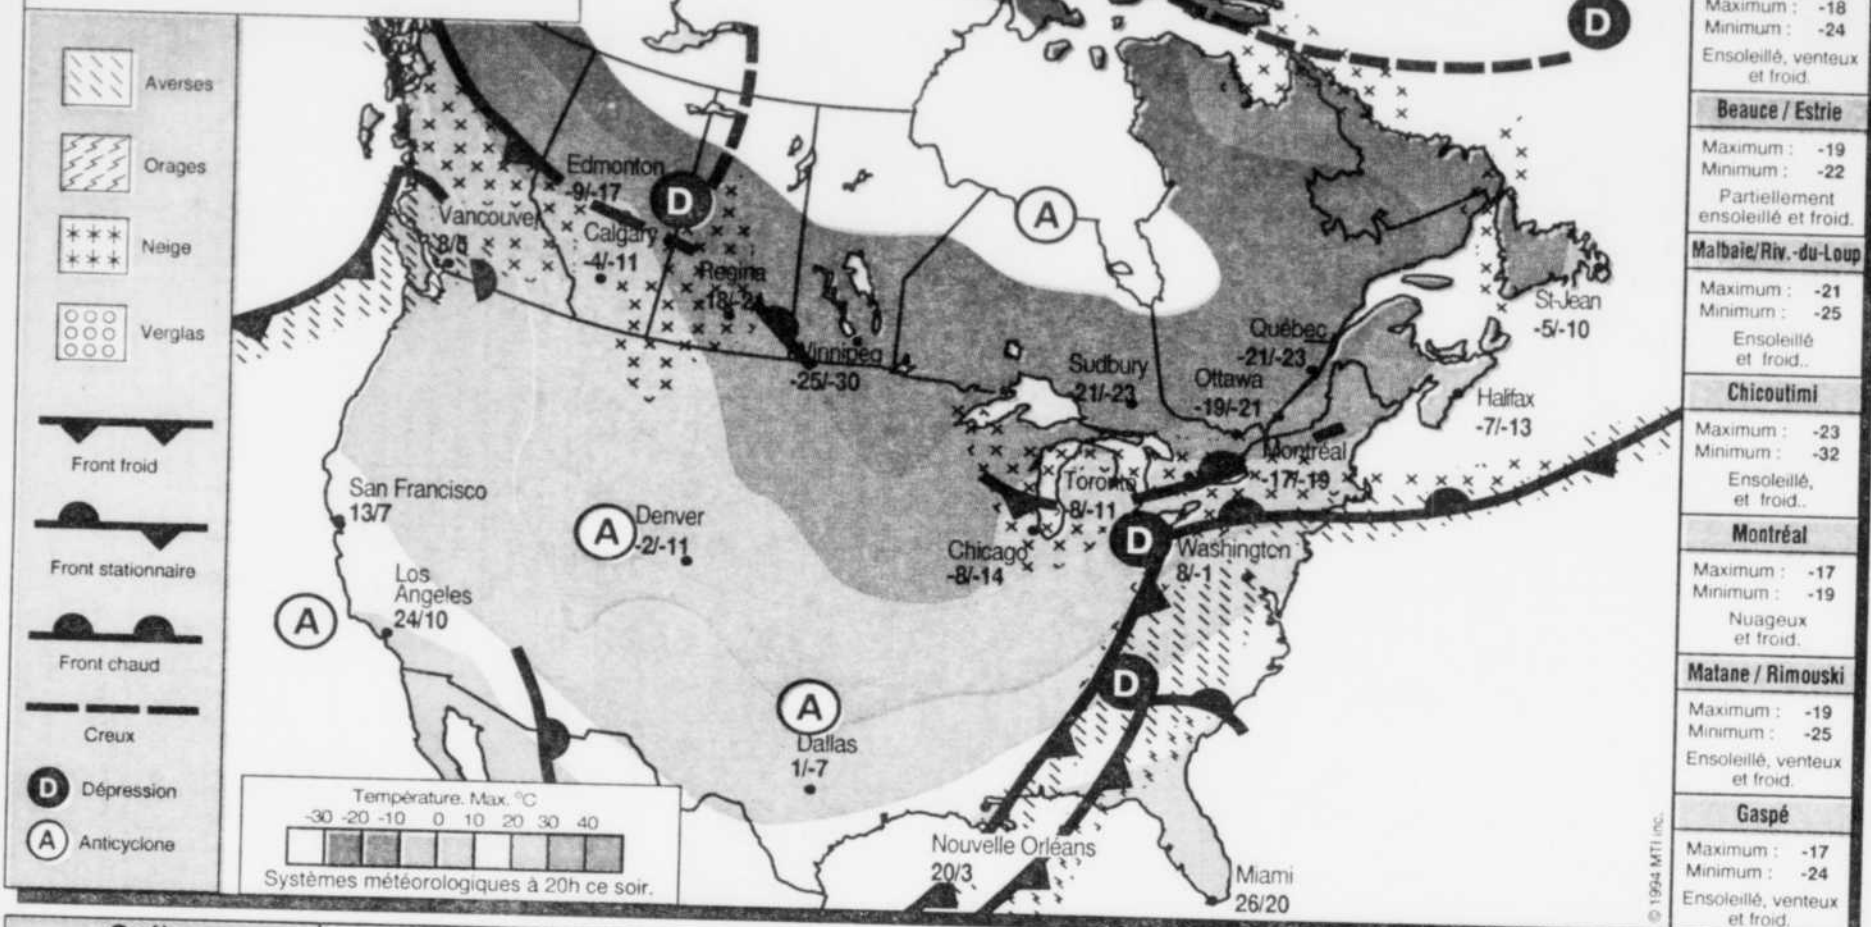 Averses
Orages
Neige
Verglas
Front froid
Front stationnaire
Front chaud
Creux
D Dépression
A Anticyclone
D
Edmonton
-9/-17
D
Vancouver
Calgary
-4/-11
Regina
Winnipeg
-25/-30
A
Sudbury
-21/-23
Québec
-21/-23
Ottawa
-19/-21
St-Jean
-5/-10
Halifax
-7/-13
Montréal
-17/-19
Toronto
-8/-11
San Francisco
13/7
A
Denver
-2/-11
Chicago
-8/-14
D
Washington
8/-1
Los
Angeles
24/10
A
D
A
Dallas
1/-7
Nouvelle Orléans
20/3
Miami
26/20
Température. Max. °C
-30 -20 -10 0 10 20 30 40
Systèmes météorologiques à 20h ce soir.
© 1994 MTI inc.
Maximum : -18
Minimum : -24
Ensoleillé, venteux
et froid.
Beauce / Estrie
Maximum : -19
Minimum : -22
Partiellement
ensoleillé et froid.
Malbaie/Riv.-du-Loup
Maximum : -21
Minimum : -25
Ensoleillé
et froid..
Chicoutimi
Maximum : -23
Minimum : -32
Ensoleillé,
et froid..
Montréal
Maximum : -17
Minimum : -19
Nuageux
et froid.
Matane / Rimouski
Maximum : -19
Minimum : -25
Ensoleillé, venteux
et froid.
Gaspé
Maximum : -17
Minimum : -24
Ensoleillé, venteux
et froid.